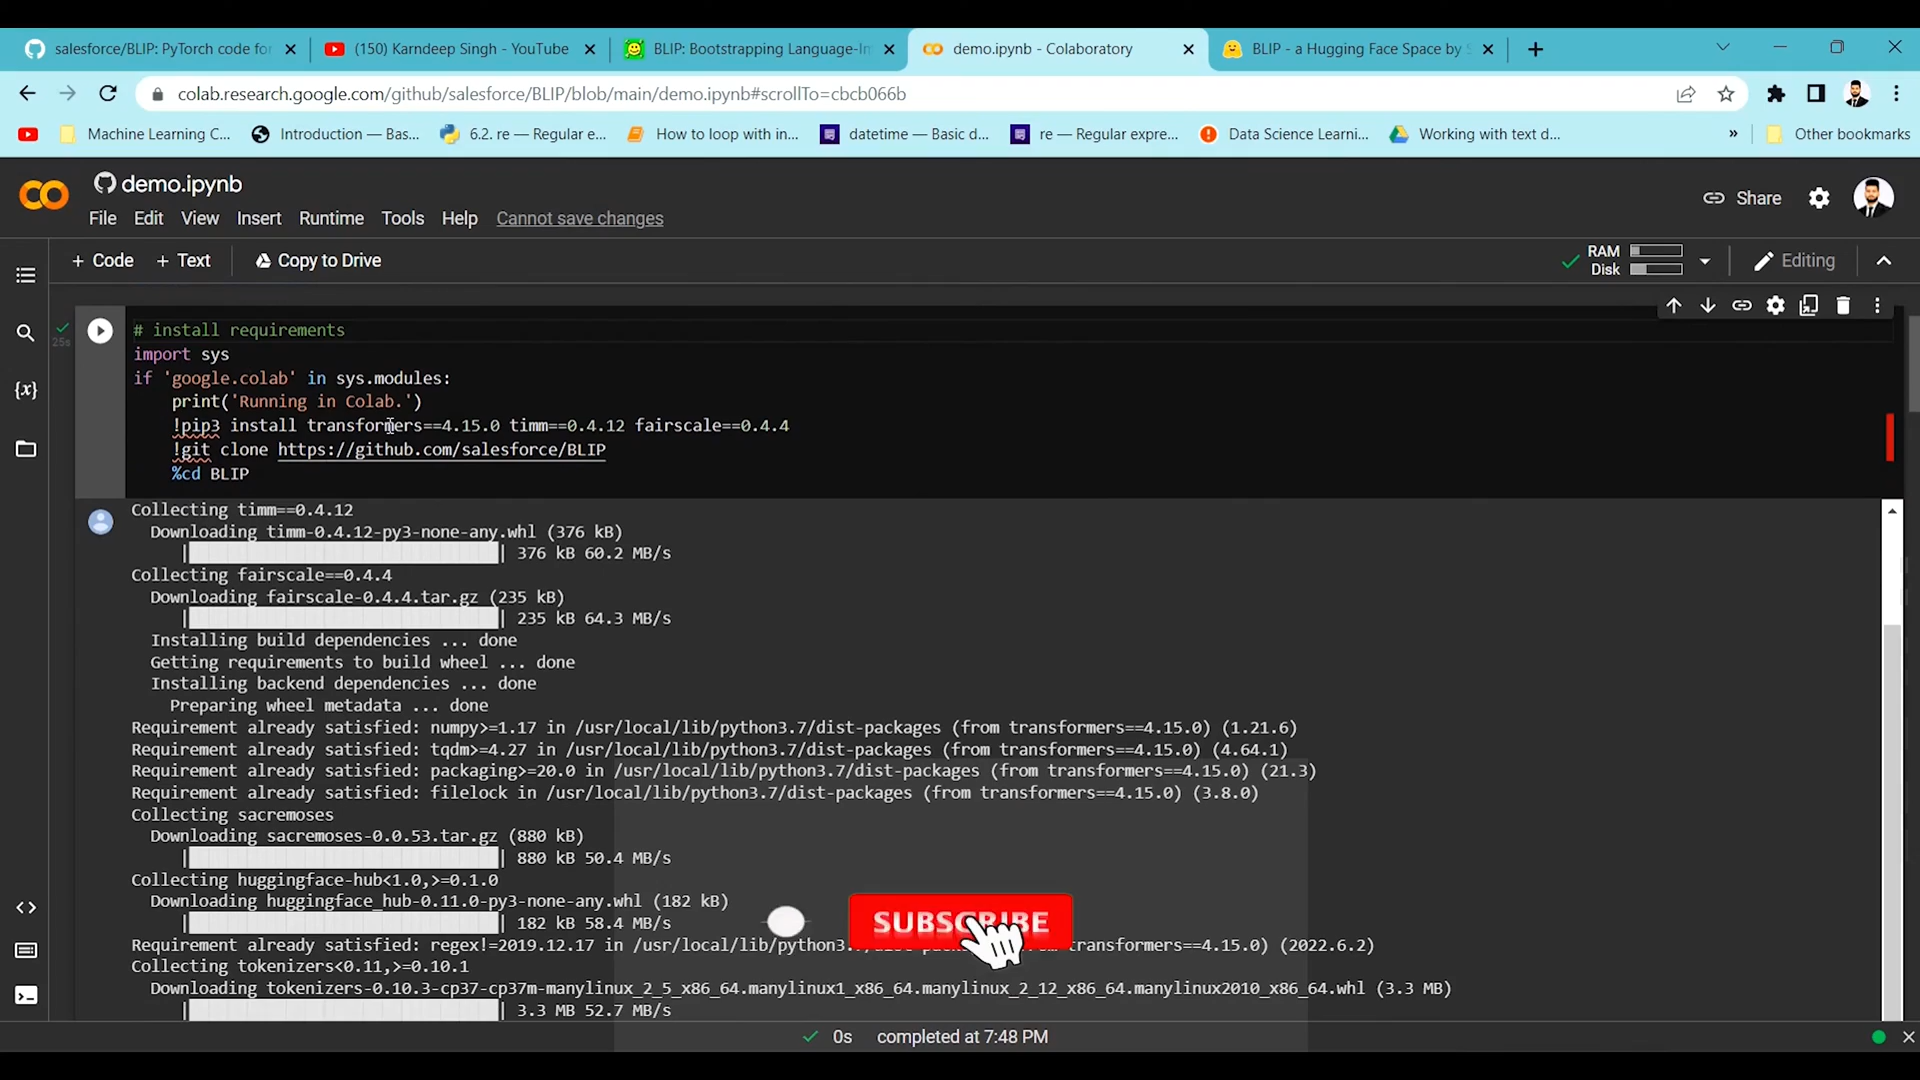 salesforce/BLIP: PyTorch code for
(150) Karndeep Singh - YouTube
BLIP: Bootstrapping Language-Im
demo.ipynb - Colaboratory
BLIP - a Hugging Face Space by S
colab.research.google.com/github/salesforce/BLIP/blob/main/demo.ipynb#scrollTo=cbcb066b
Machine Learning C...
Introduction — Bas...
6.2. re — Regular e...
How to loop with in...
datetime — Basic d...
re — Regular expre...
Data Science Learni...
Working with text d...
»
Other bookmarks
demo.ipynb
File Edit View Insert Runtime Tools Help Cannot save changes
Share
+ Code + Text Copy to Drive
RAM
Disk
Editing
25s
# install requirements
import sys
if 'google.colab' in sys.modules:
print('Running in Colab.')
!pip3 install transformers==4.15.0 timm==0.4.12 fairscale==0.4.4
!git clone https://github.com/salesforce/BLIP
%cd BLIP
{x}
Collecting timm==0.4.12
Downloading timm-0.4.12-py3-none-any.whl (376 kB)
| | 376 kB 60.2 MB/s
Collecting fairscale==0.4.4
Downloading fairscale-0.4.4.tar.gz (235 kB)
| | 235 kB 64.3 MB/s
Installing build dependencies ... done
Getting requirements to build wheel ... done
Installing backend dependencies ... done
Preparing wheel metadata ... done
Requirement already satisfied: numpy>=1.17 in /usr/local/lib/python3.7/dist-packages (from transformers==4.15.0) (1.21.6)
Requirement already satisfied: tqdm>=4.27 in /usr/local/lib/python3.7/dist-packages (from transformers==4.15.0) (4.64.1)
Requirement already satisfied: packaging>=20.0 in /usr/local/lib/python3.7/dist-packages (from transformers==4.15.0) (21.3)
Requirement already satisfied: filelock in /usr/local/lib/python3.7/dist-packages (from transformers==4.15.0) (3.8.0)
Collecting sacremoses
Downloading sacremoses-0.0.53.tar.gz (880 kB)
| | 880 kB 50.4 MB/s
Collecting huggingface-hub<1.0,>=0.1.0
Downloading huggingface_hub-0.11.0-py3-none-any.whl (182 kB)
| | 182 kB 58.4 MB/s
SUBSCRIBE
Requirement already satisfied: regex!=2019.12.17 in /usr/local/lib/python3. transformers==4.15.0) (2022.6.2)
Collecting tokenizers<0.11,>=0.10.1
Downloading tokenizers-0.10.3-cp37-cp37m-manylinux_2_5_x86_64.manylinux1_x86_64.manylinux_2_12_x86_64.manylinux2010_x86_64.whl (3.3 MB)
| | 3.3 MB 52.7 MB/s
0s completed at 7:48 PM